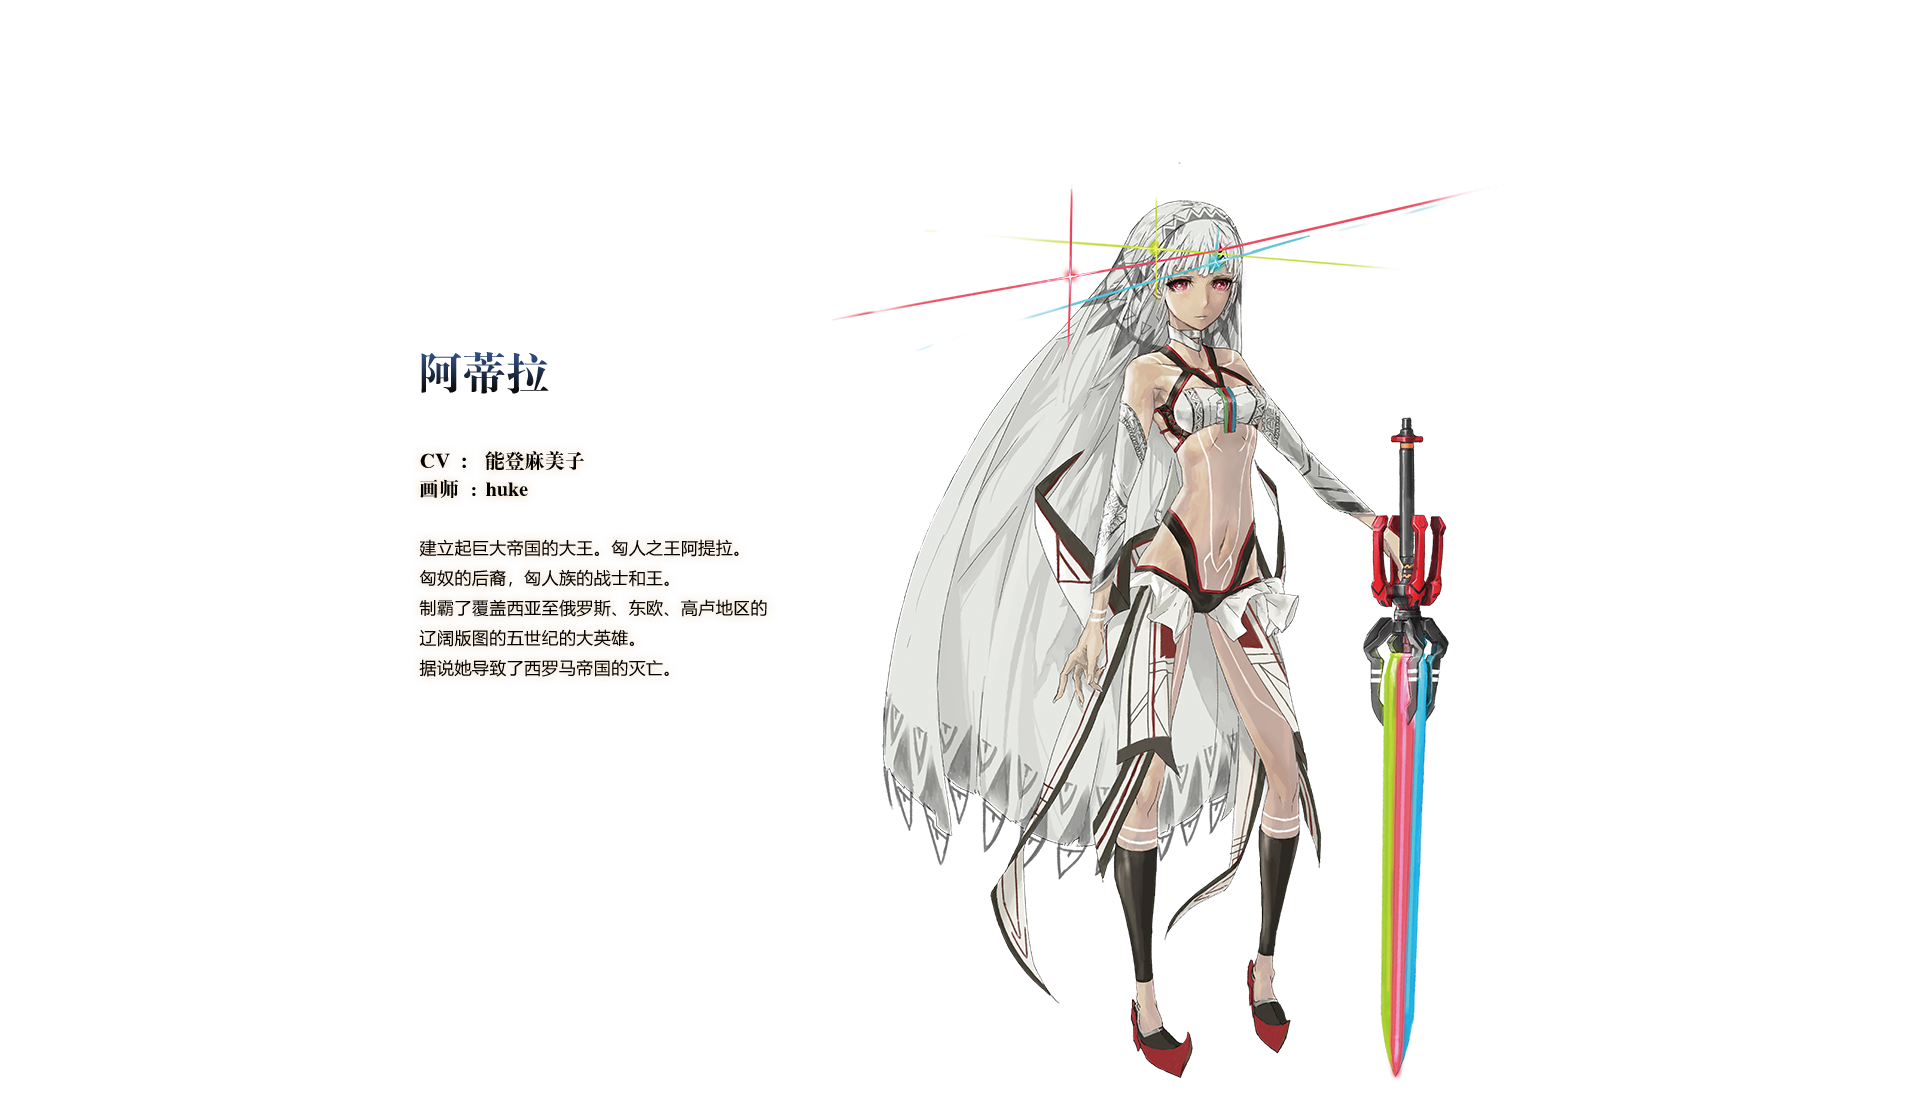 阿蒂拉
CV ： 能登麻美子
画师 ：huke
建立起巨大帝国的大王。匈人之王阿提拉。
匈奴的后裔，匈人族的战士和王。
制霸了覆盖西亚至俄罗斯、东欧、高卢地区的
辽阔版图的五世纪的大英雄。
据说她导致了西罗马帝国的灭亡。